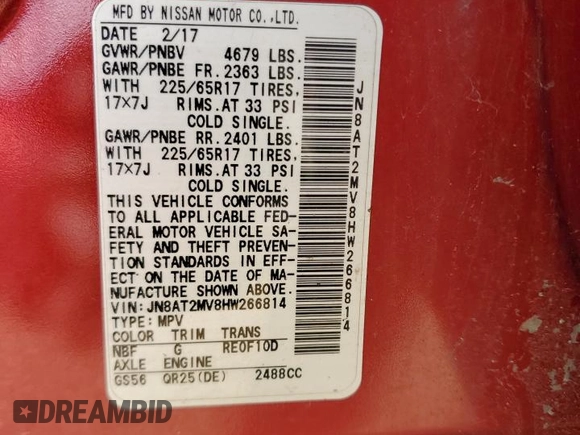 MFD BY NISSAN MOTOR CO.,LTD.
DATE 2/17
GVWR/PNBV 4679 LBS.
GAWR/PNBE FR. 2363 LBS.
WITH 225/65R17 TIRES,
17×7J RIMS.AT 33 PSI
COLD SINGLE.
GAWR/PNBE RR. 2401 LBS.
WITH 225/65R17 TIRES,
17×7J RIMS.AT 33 PSI
COLD SINGLE.
THIS VEHICLE CONFORMS
TO ALL APPLICABLE FED-
ERAL MOTOR VEHICLE SA-
FETY AND THEFT PREVEN-
TION STANDARDS IN EFF-
ECT ON THE DATE OF MA-
NUFACTURE SHOWN ABOVE.
VIN: JN8AT2MV8HW266814
TYPE: MPV
COLOR TRIM TRANS
NBF G RE0F10D
AXLE ENGINE
GS56 QR25(DE) 2488CC
JN8AT2MV8HW266814
DREAMBID